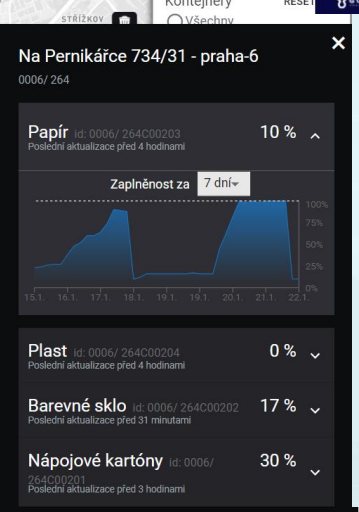 STŘÍŽKOV
Kontejnery
RESET
Všechny
Na Pernikářce 734/31 - praha-6
0006/ 264
Papír id: 0006/ 264C00203 10 %
Poslední aktualizace před 4 hodinami
Zaplněnost za 7 dní
100%
75%
50%
25%
0%
15.1. 16.1. 17.1. 18.1. 19.1. 19.1. 20.1. 21.1. 22.1.
Plast id: 0006/ 264C00204 0 %
Poslední aktualizace před 4 hodinami
Barevné sklo id: 0006/ 264C00202 17 %
Poslední aktualizace před 31 minutami
Nápojové kartóny id: 0006/ 30 %
264C00201
Poslední aktualizace před 3 hodinami